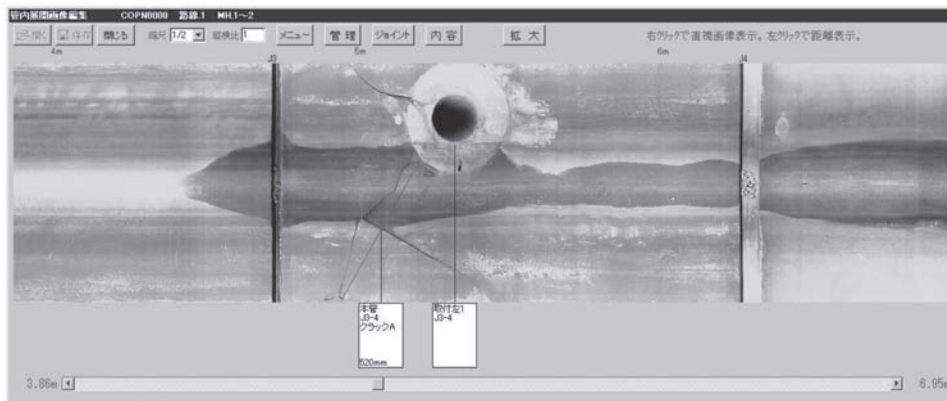 管内展開画像編集 COPN0000 路線.1 MH.1～2
開く 保存 閉じる 縮尺 1/2 縦横比 1 メニュー 管理 ジョイント 内容 拡大 右クリックで直視画像表示。左クリックで距離表示。
4m 5m 6m
J3 J4
本管
J3-4
クラックA
520mm
取付左1
J3-4
3.86m 6.95m